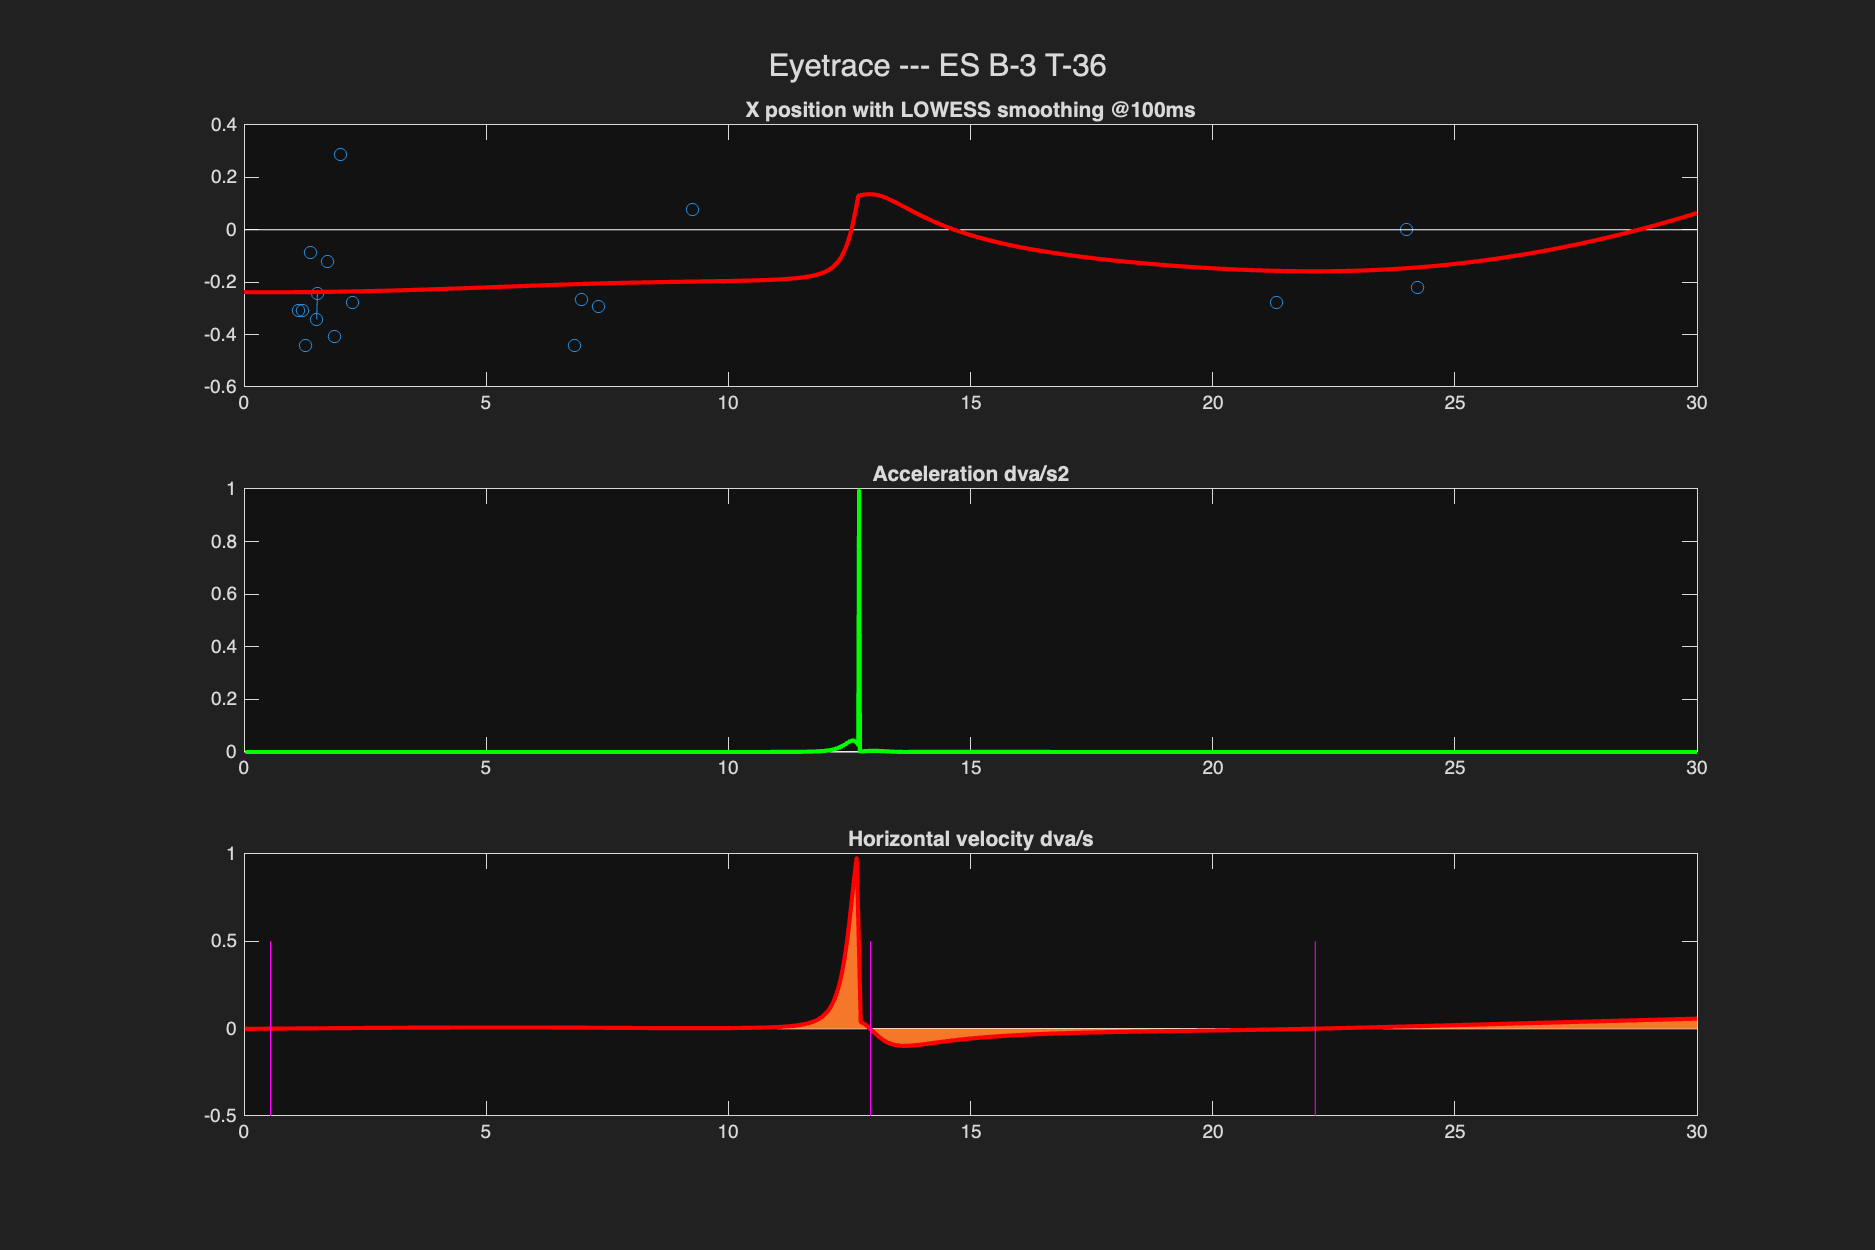 Eyetrace --- ES B-3 T-36
X position with LOWESS smoothing @100ms
0.4
0.2
0
-0.2
-0.4
-0.6
0 5 10 15 20 25 30
Acceleration dva/s2
1
0.8
0.6
0.4
0.2
0
0 5 10 15 20 25 30
Horizontal velocity dva/s
1
0.5
0
-0.5
0 5 10 15 20 25 30